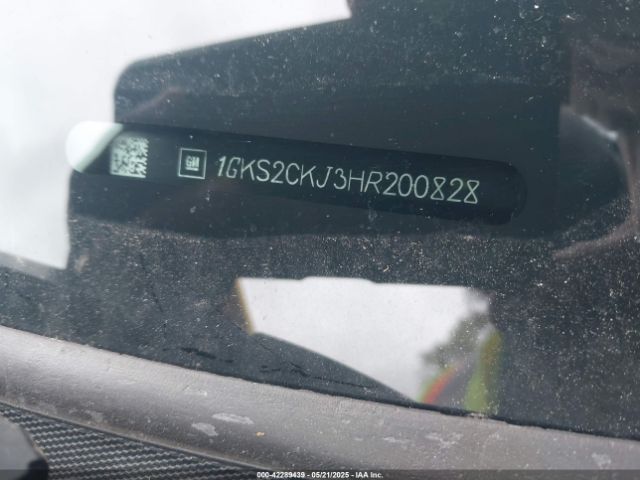 GM 1GKS2CKJ3HR200828
000-42289439 - 05/21/2025 - IAA Inc.